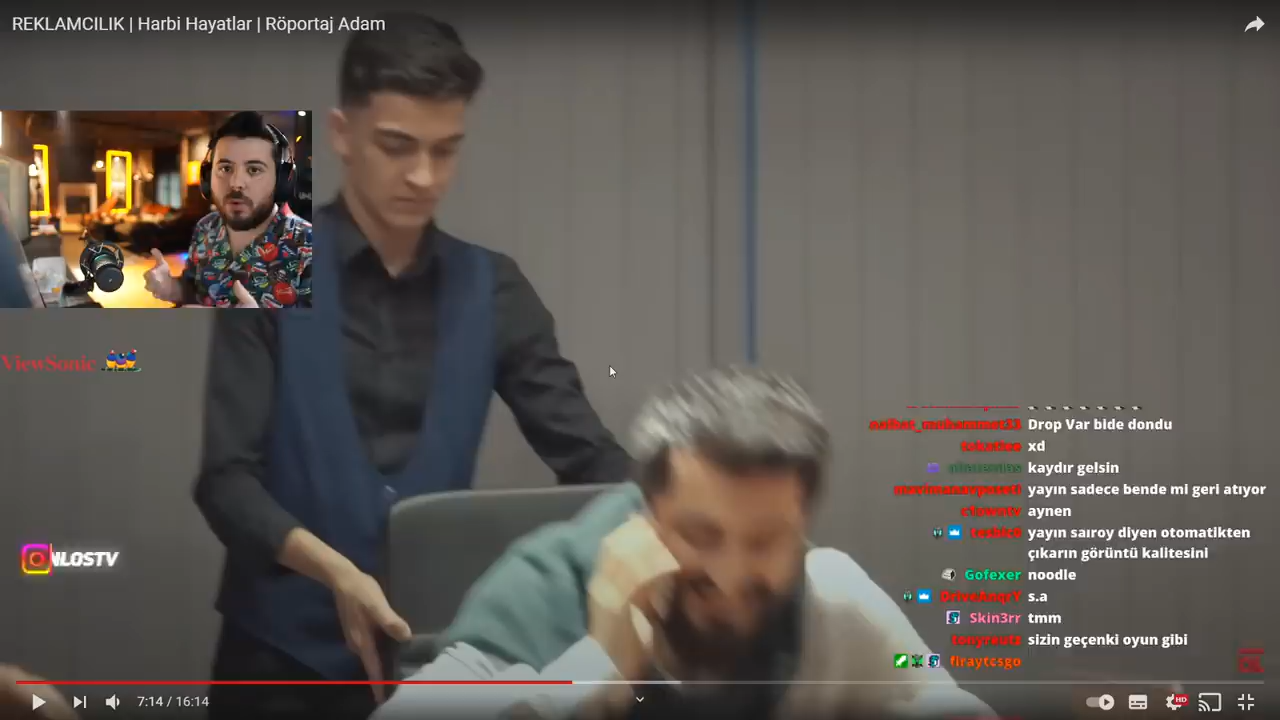 REKLAMCILIK | Harbi Hayatlar | Röportaj Adam
ViewSonic
NLOSTV
Drop Var bide dondu
xd
kaydır gelsin
yayın sadece bende mi geri atıyor
aynen
yayın saıroy diyen otomatikten
çıkarın görüntü kalitesini
Gofexer noodle
s.a
Skin3rr tmm
sizin geçenki oyun gibi
firaytcsgo
7:14 / 16:14
HD